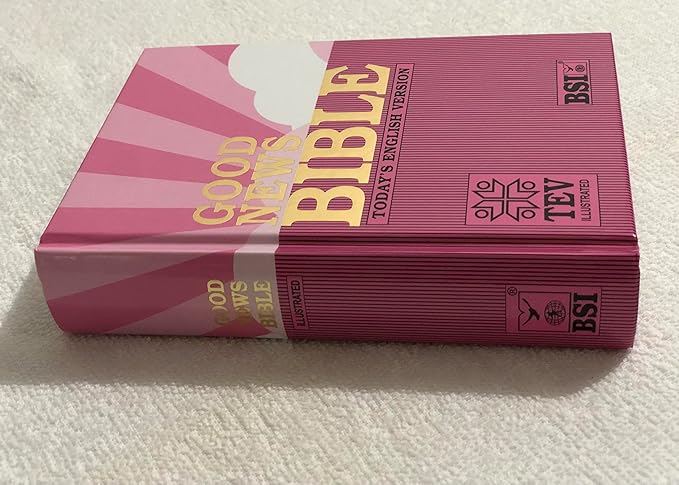 GOOD
NEWS
BIBLE
TODAY'S ENGLISH VERSION
BSI
®
TEV
ILLUSTRATED
GOOD
NEWS
BIBLE
ILLUSTRATED
®
BSI